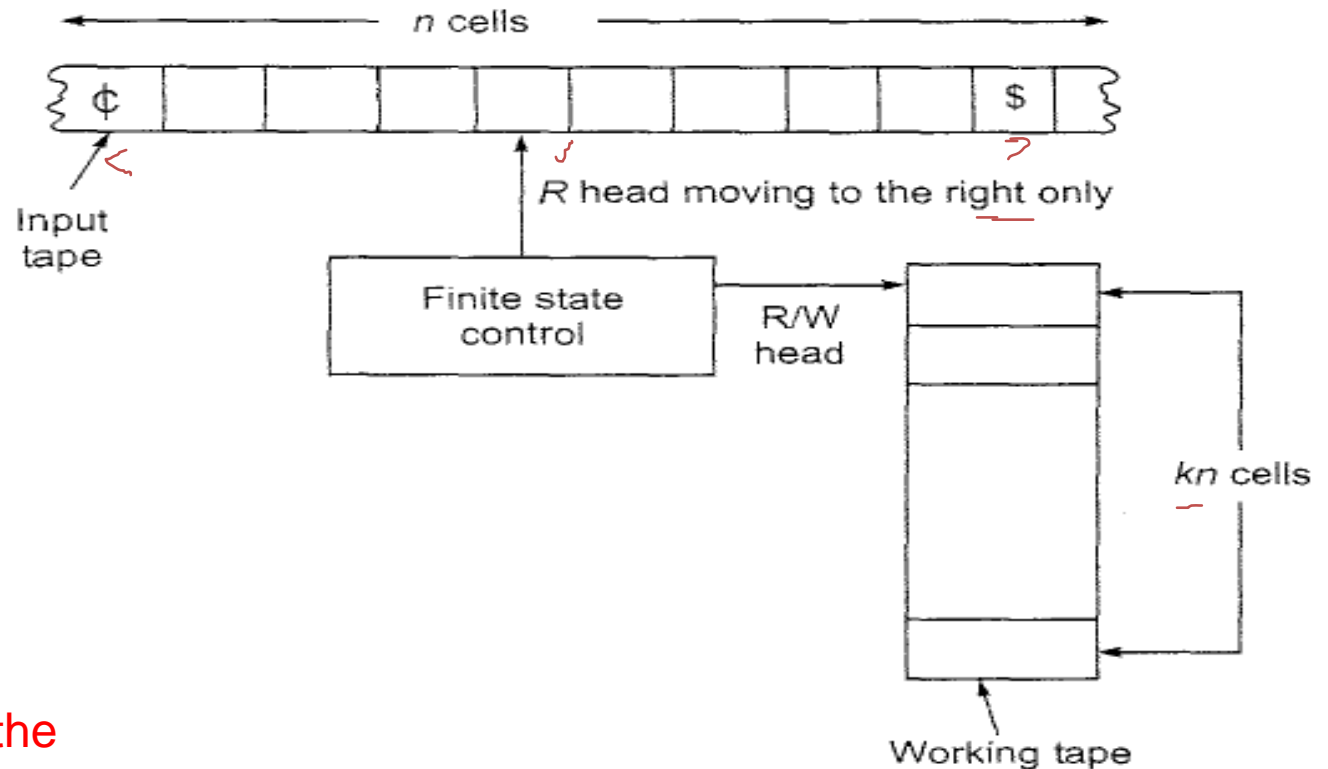 n cells
¢ $
R head moving to the right only
Input
tape
Finite state
control
R/W
head
kn cells
the
Working tape